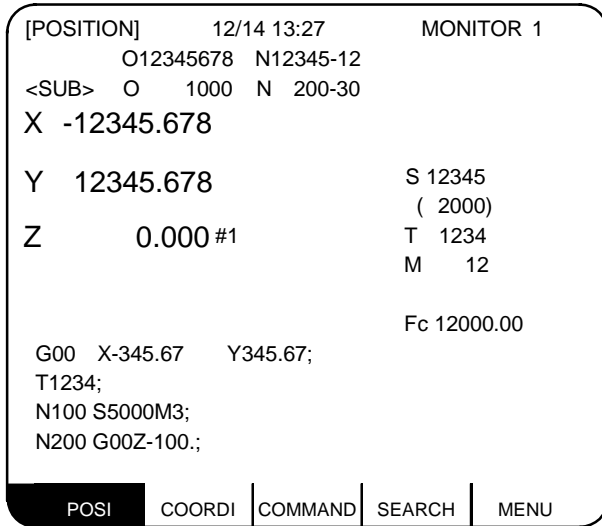 [POSITION] 12/14 13:27 MONITOR 1
O12345678 N12345-12
<SUB> O 1000 N 200-30
X -12345.678
Y 12345.678
S 12345
( 2000)
Z 0.000 #1
T 1234
M 12
Fc 12000.00
G00 X-345.67 Y345.67;
T1234;
N100 S5000M3;
N200 G00Z-100.;
POSI COORDI COMMAND SEARCH MENU